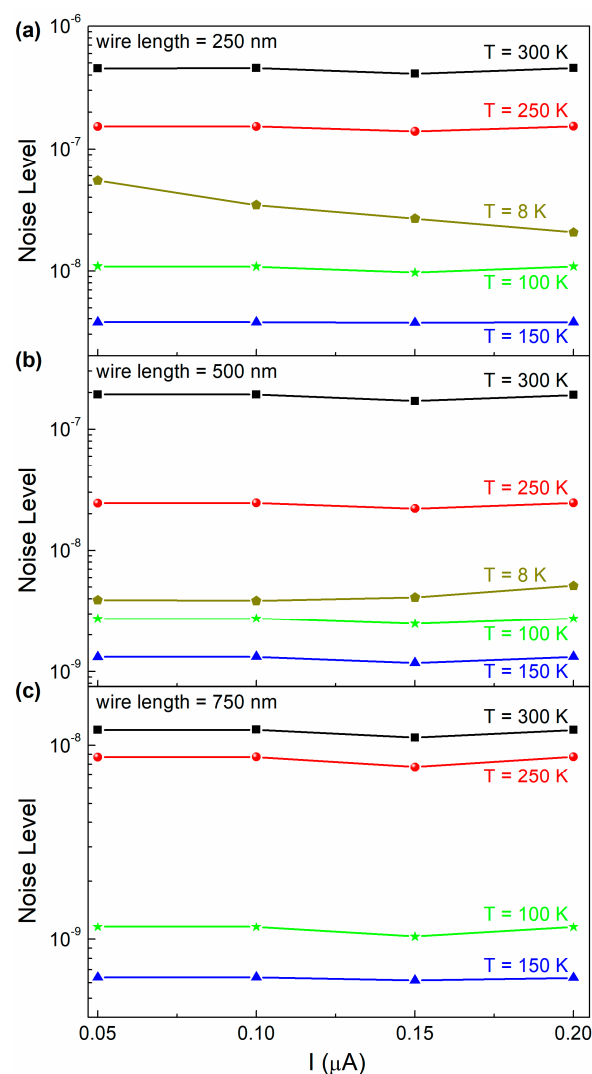 (a)
10^-6
wire length = 250 nm
T = 300 K
T = 250 K
10^-7
Noise Level
T = 8 K
10^-8
T = 100 K
T = 150 K
(b)
wire length = 500 nm
T = 300 K
10^-7
T = 250 K
Noise Level
10^-8
T = 8 K
T = 100 K
10^-9
T = 150 K
(c)
wire length = 750 nm
T = 300 K
10^-8
T = 250 K
Noise Level
T = 100 K
10^-9
T = 150 K
0.05 0.10 0.15 0.20
I (μA)